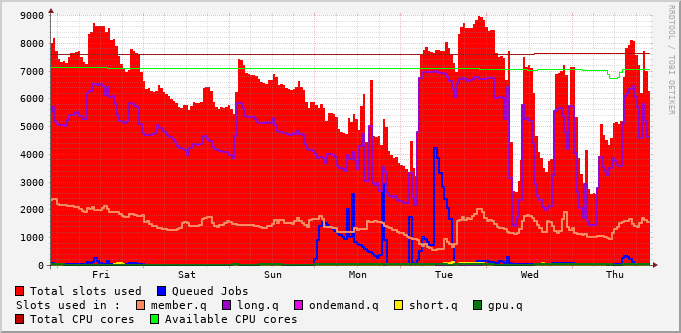 RRDTOOL / TOBI OETIKER
9000
8000
7000
6000
5000
4000
3000
2000
1000
0
Fri Sat Sun Mon Tue Wed Thu
Total slots used Queued Jobs
Slots used in : member.q long.q ondemand.q short.q gpu.q
Total CPU cores Available CPU cores